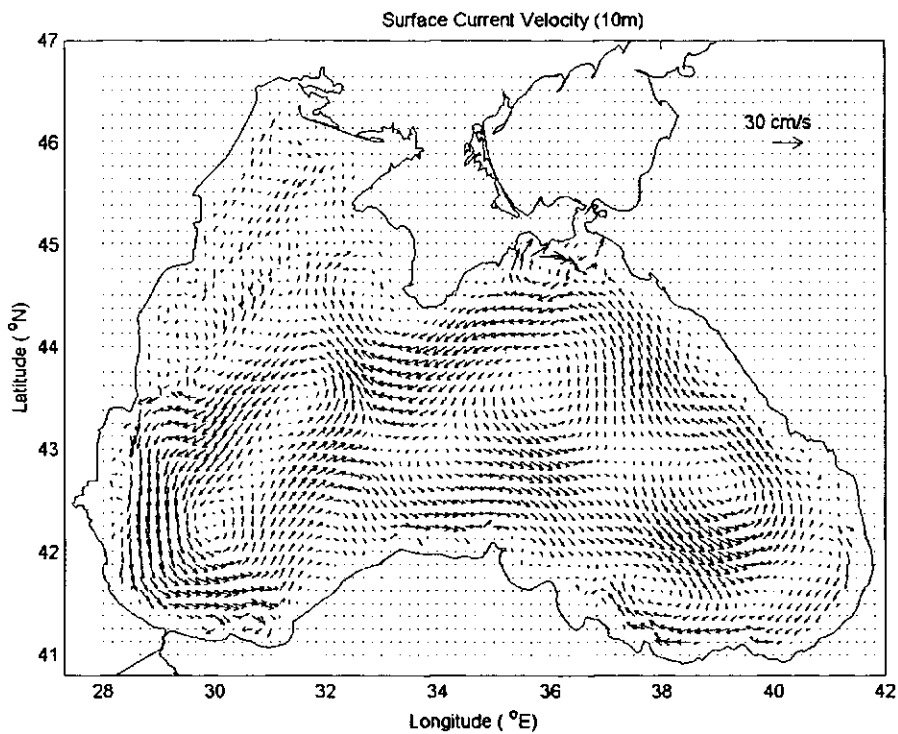 Surface Current Velocity (10m)
47
46
45
44
43
42
41
Latitude ( °N)
30 cm/s
28 30 32 34 36 38 40 42
Longitude ( °E)